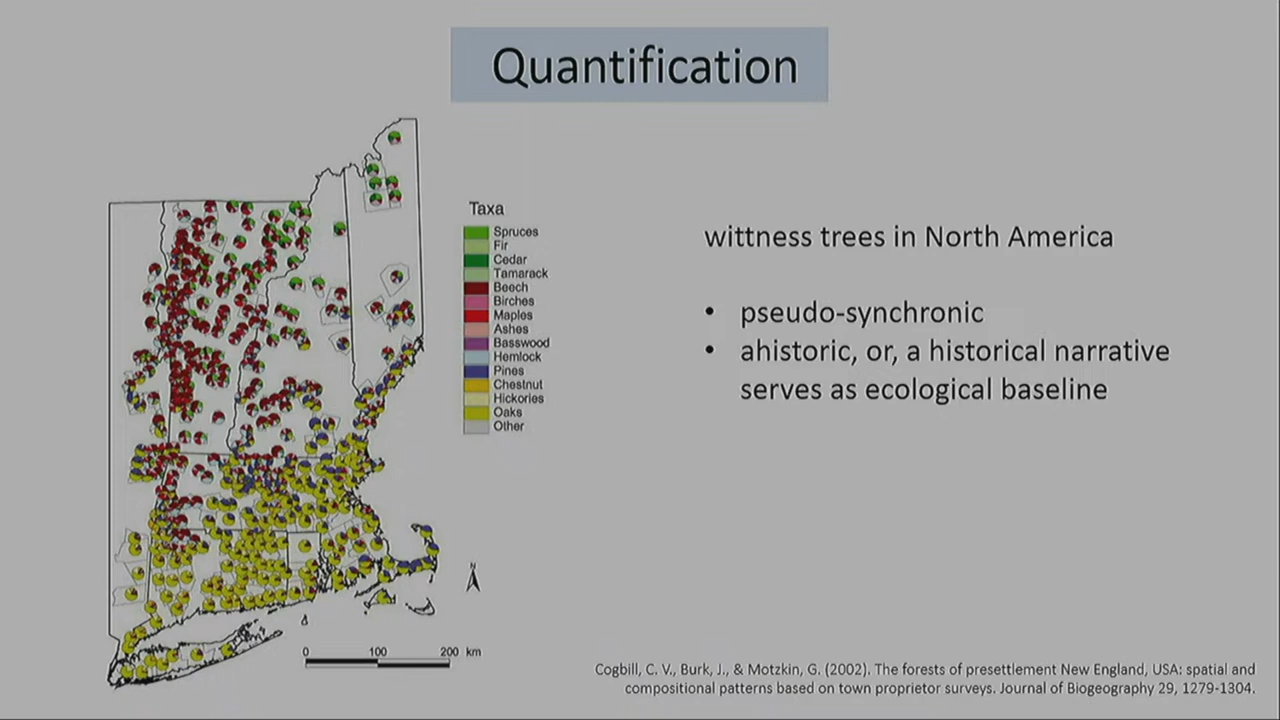 Quantification
Taxa
Spruces
Fir
Cedar
Tamarack
Beech
Birches
Maples
Ashes
Basswood
Hemlock
Pines
Chestnut
Hickories
Oaks
Other
N
0 100 200 km
wittness trees in North America
• pseudo-synchronic
• ahistoric, or, a historical narrative
serves as ecological baseline
Cogbill, C. V., Burk, J., & Motzkin, G. (2002). The forests of presettlement New England, USA: spatial and
compositional patterns based on town proprietor surveys. Journal of Biogeography 29, 1279-1304.